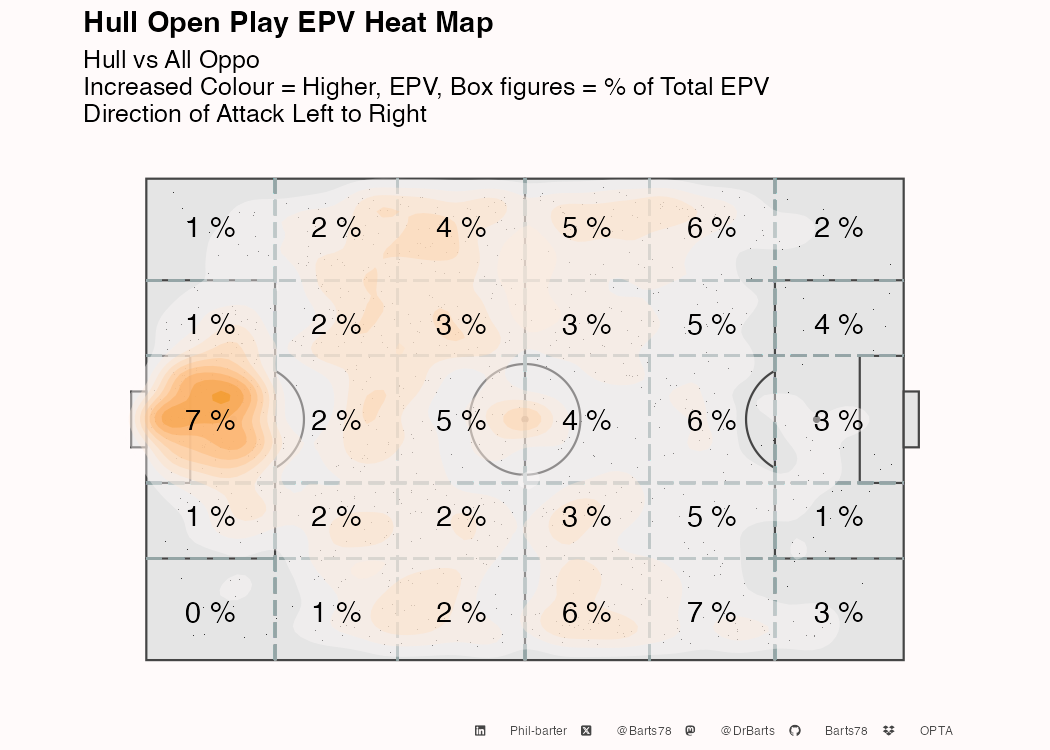 Hull Open Play EPV Heat Map
Hull vs All Oppo
Increased Colour = Higher, EPV, Box figures = % of Total EPV
Direction of Attack Left to Right
1 % 2 % 4 % 5 % 6 % 2 %
1 % 2 % 3 % 3 % 5 % 4 %
7 % 2 % 5 % 4 % 6 % 3 %
1 % 2 % 2 % 3 % 5 % 1 %
0 % 1 % 2 % 6 % 7 % 3 %
Phil-barter @Barts78 @DrBarts Barts78 OPTA